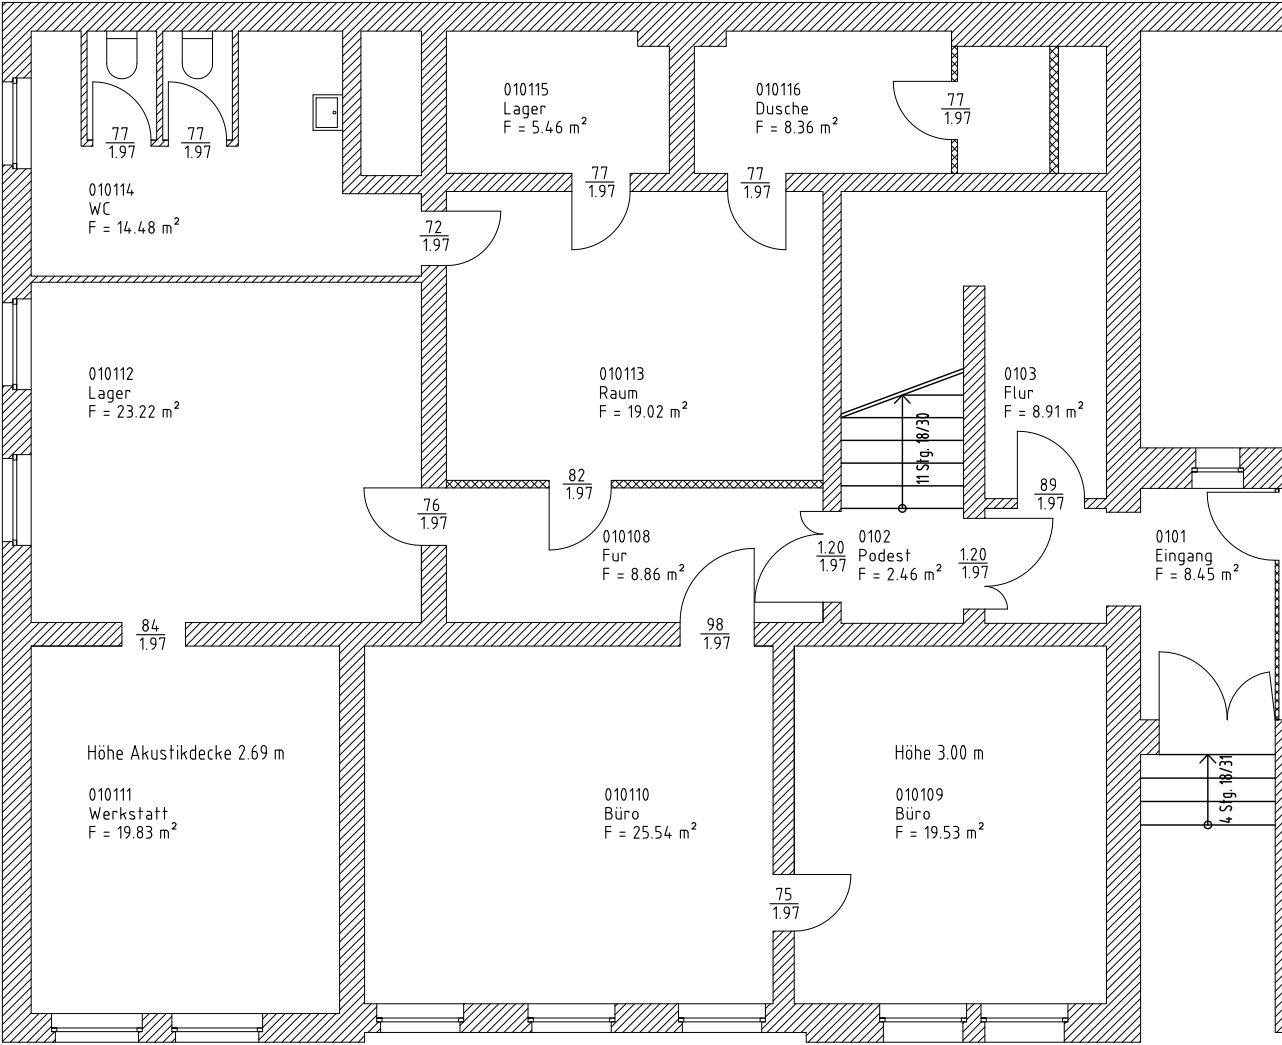 77
1.97
77
1.97
010114
WC
F = 14.48 m²
010115
Lager
F = 5.46 m²
010116
Dusche
F = 8.36 m²
77
1.97
77
1.97
77
1.97
72
1.97
010112
Lager
F = 23.22 m²
010113
Raum
F = 19.02 m²
0103
Flur
F = 8.91 m²
11 Stg. 18/30
82
1.97
76
1.97
89
1.97
010108
Fur
F = 8.86 m²
1.20
1.97
0102
Podest
F = 2.46 m²
1.20
1.97
0101
Eingang
F = 8.45 m²
84
1.97
98
1.97
Höhe Akustikdecke 2.69 m
010111
Werkstatt
F = 19.83 m²
010110
Büro
F = 25.54 m²
Höhe 3.00 m
010109
Büro
F = 19.53 m²
4 Stg. 18/31
75
1.97